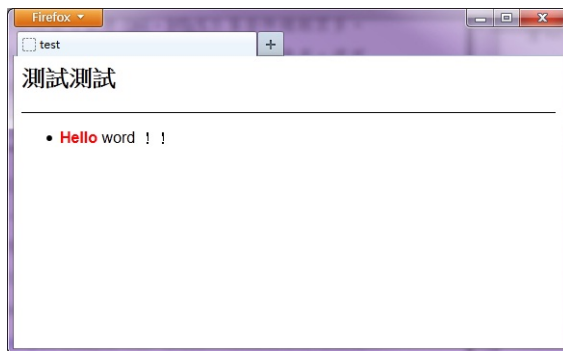 Firefox
test
測試測試
Hello word ！！